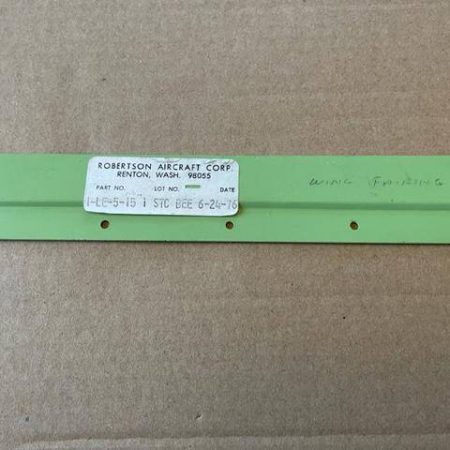 ROBERTSON AIRCRAFT CORP.
RENTON, WASH. 98055
PART NO. LOT NO. DATE
1-LE-5-15 1 STC BEE 6-24-76
WING